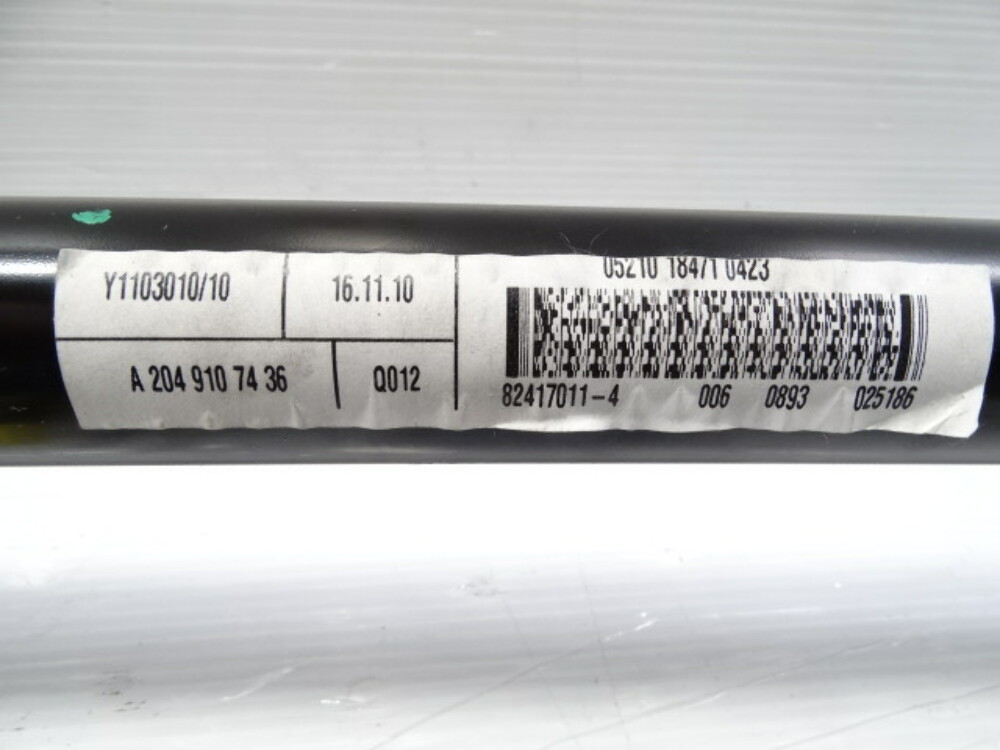 Y1103010/10
16.11.10
A 204 910 74 36
Q012
05210 18471 0423
82417011-4 006 0893 025186